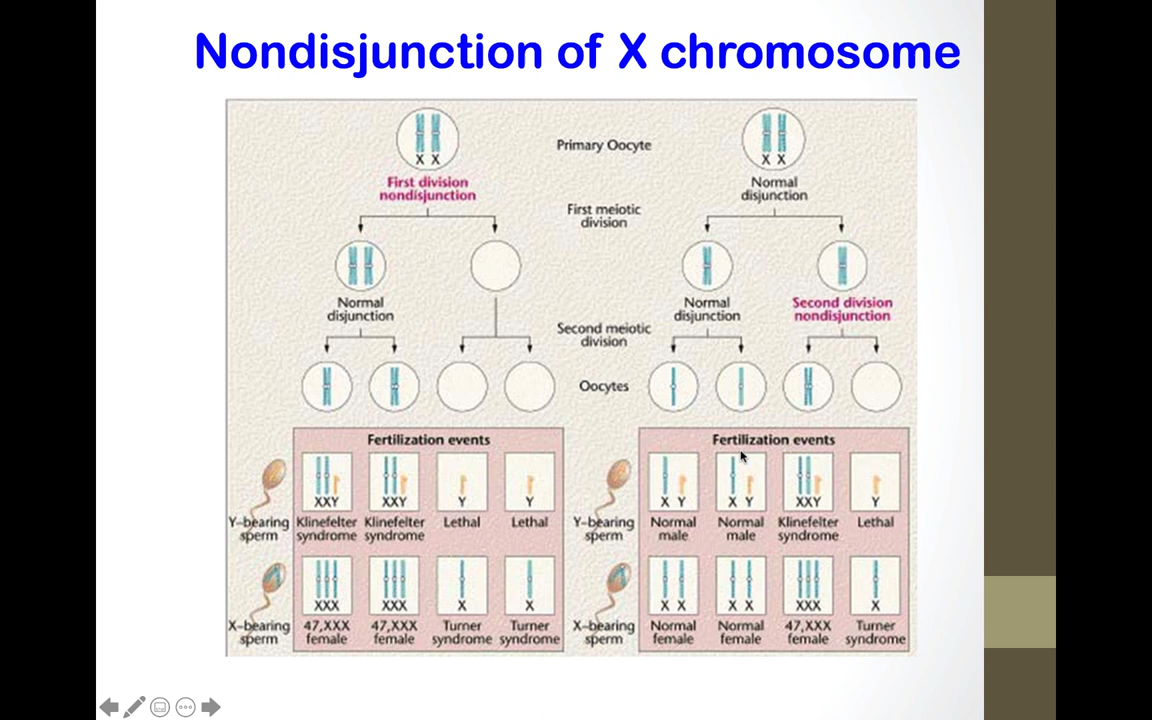 Nondisjunction of X chromosome
X X
Primary Oocyte
X X
First division
nondisjunction
Normal
disjunction
First meiotic
division
Normal
disjunction
Normal
disjunction
Second division
nondisjunction
Second meiotic
division
Oocytes
Fertilization events
Fertilization events
XXY XXY Y Y
X Y X Y XXY Y
Y-bearing
sperm
Klinefelter
syndrome
Klinefelter
syndrome
Lethal
Lethal
Y-bearing
sperm
Normal
male
Normal
male
Klinefelter
syndrome
Lethal
XXX XXX X X
X X X X XXX X
X-bearing
sperm
47,XXX
female
47,XXX
female
Turner
syndrome
Turner
syndrome
X-bearing
sperm
Normal
female
Normal
female
47,XXX
female
Turner
syndrome